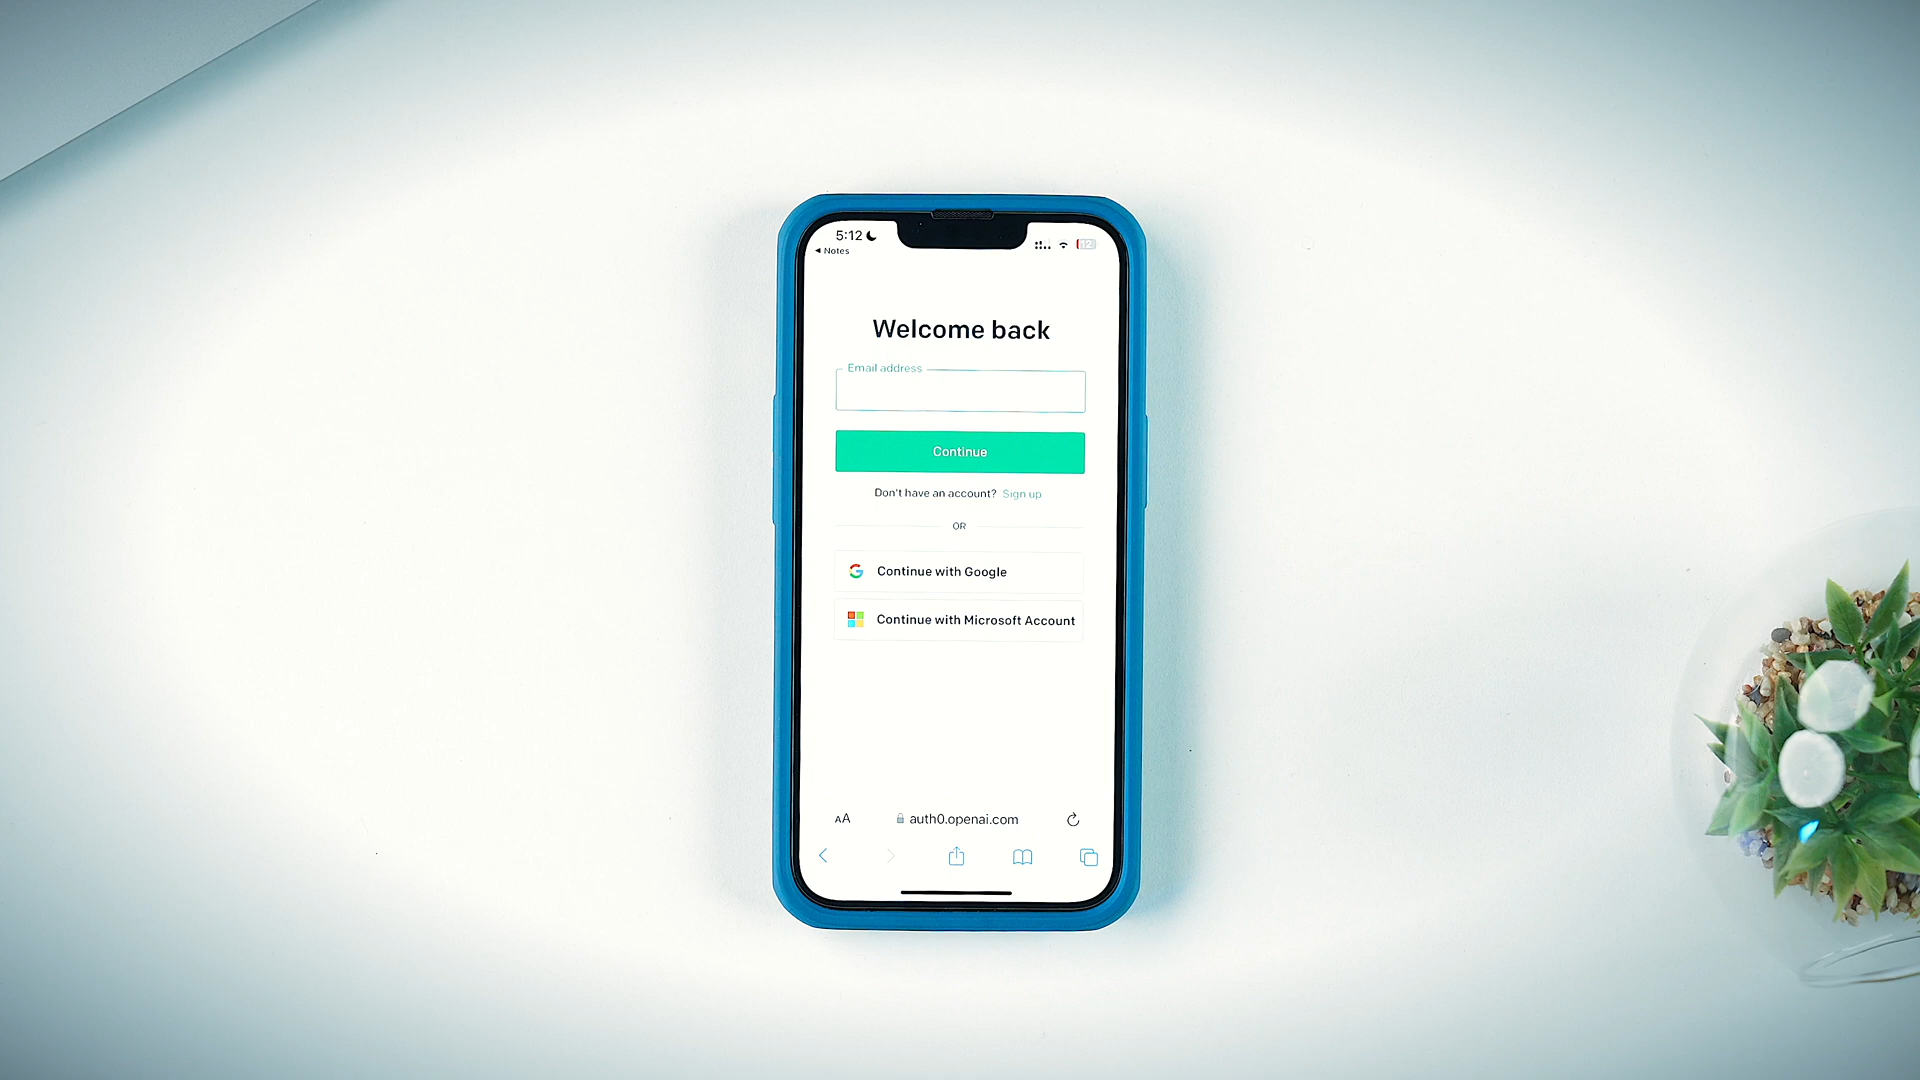 5:12
◀ Notes
12
Welcome back
Email address
Continue
Don't have an account? Sign up
OR
Continue with Google
Continue with Microsoft Account
AA
auth0.openai.com